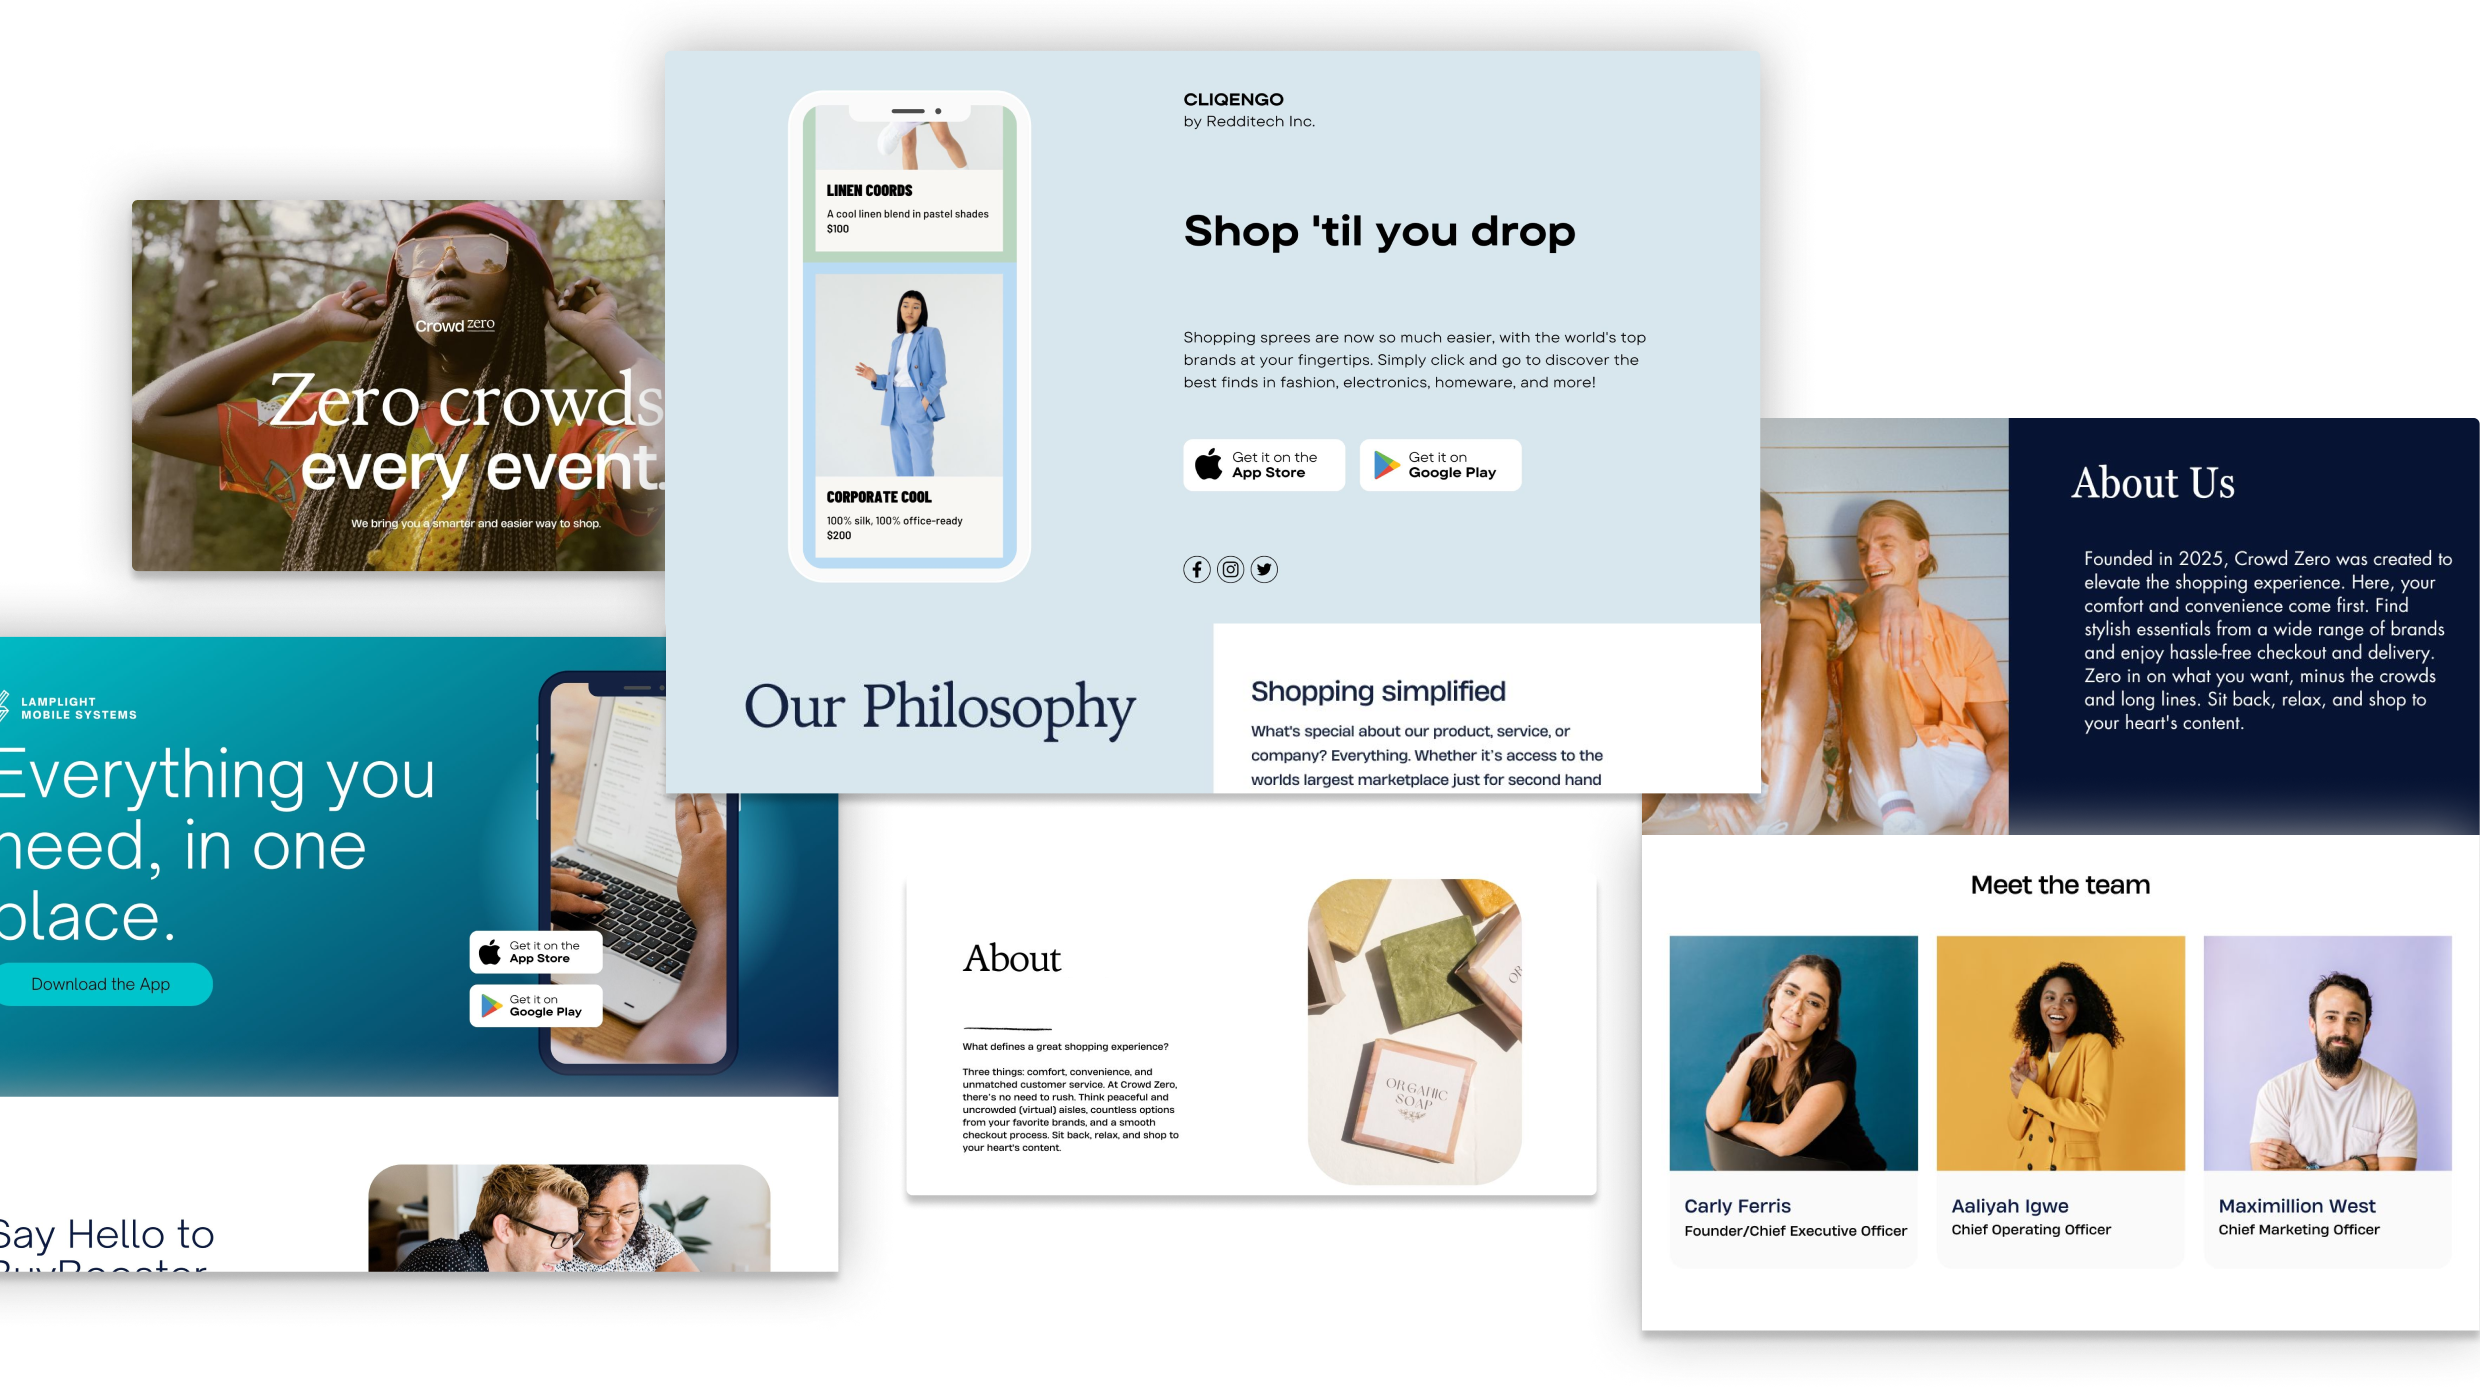 CLIQENGO
by Redditech Inc.
Shop 'til you drop
Shopping sprees are now so much easier, with the world's top
brands at your fingertips. Simply click and go to discover the
best finds in fashion, electronics, homeware, and more!
Get it on the
App Store
Get it on
Google Play
LINEN COORDS
A cool linen blend in pastel shades
$100
CORPORATE COOL
100% silk, 100% office-ready
$200
Our Philosophy
Shopping simplified
What's special about our product, service, or
company? Everything. Whether it's access to the
worlds largest marketplace just for second hand
Crowd zero
Zero crowds
every event.
We bring you a smarter and easier way to shop.
LAMPLIGHT
MOBILE SYSTEMS
Everything you
need, in one
place.
Download the App
Get it on the
App Store
Get it on
Google Play
Say Hello to
BuyBooster
About
What defines a great shopping experience?
Three things: comfort, convenience, and
unmatched customer service. At Crowd Zero,
there's no need to rush. Think peaceful and
uncrowded (virtual) aisles, countless options
from your favorite brands, and a smooth
checkout process. Sit back, relax, and shop to
your heart's content.
ORGANIC
SOAP
About Us
Founded in 2025, Crowd Zero was created to
elevate the shopping experience. Here, your
comfort and convenience come first. Find
stylish essentials from a wide range of brands
and enjoy hassle-free checkout and delivery.
Zero in on what you want, minus the crowds
and long lines. Sit back, relax, and shop to
your heart's content.
Meet the team
Carly Ferris
Founder/Chief Executive Officer
Aaliyah Igwe
Chief Operating Officer
Maximillion West
Chief Marketing Officer